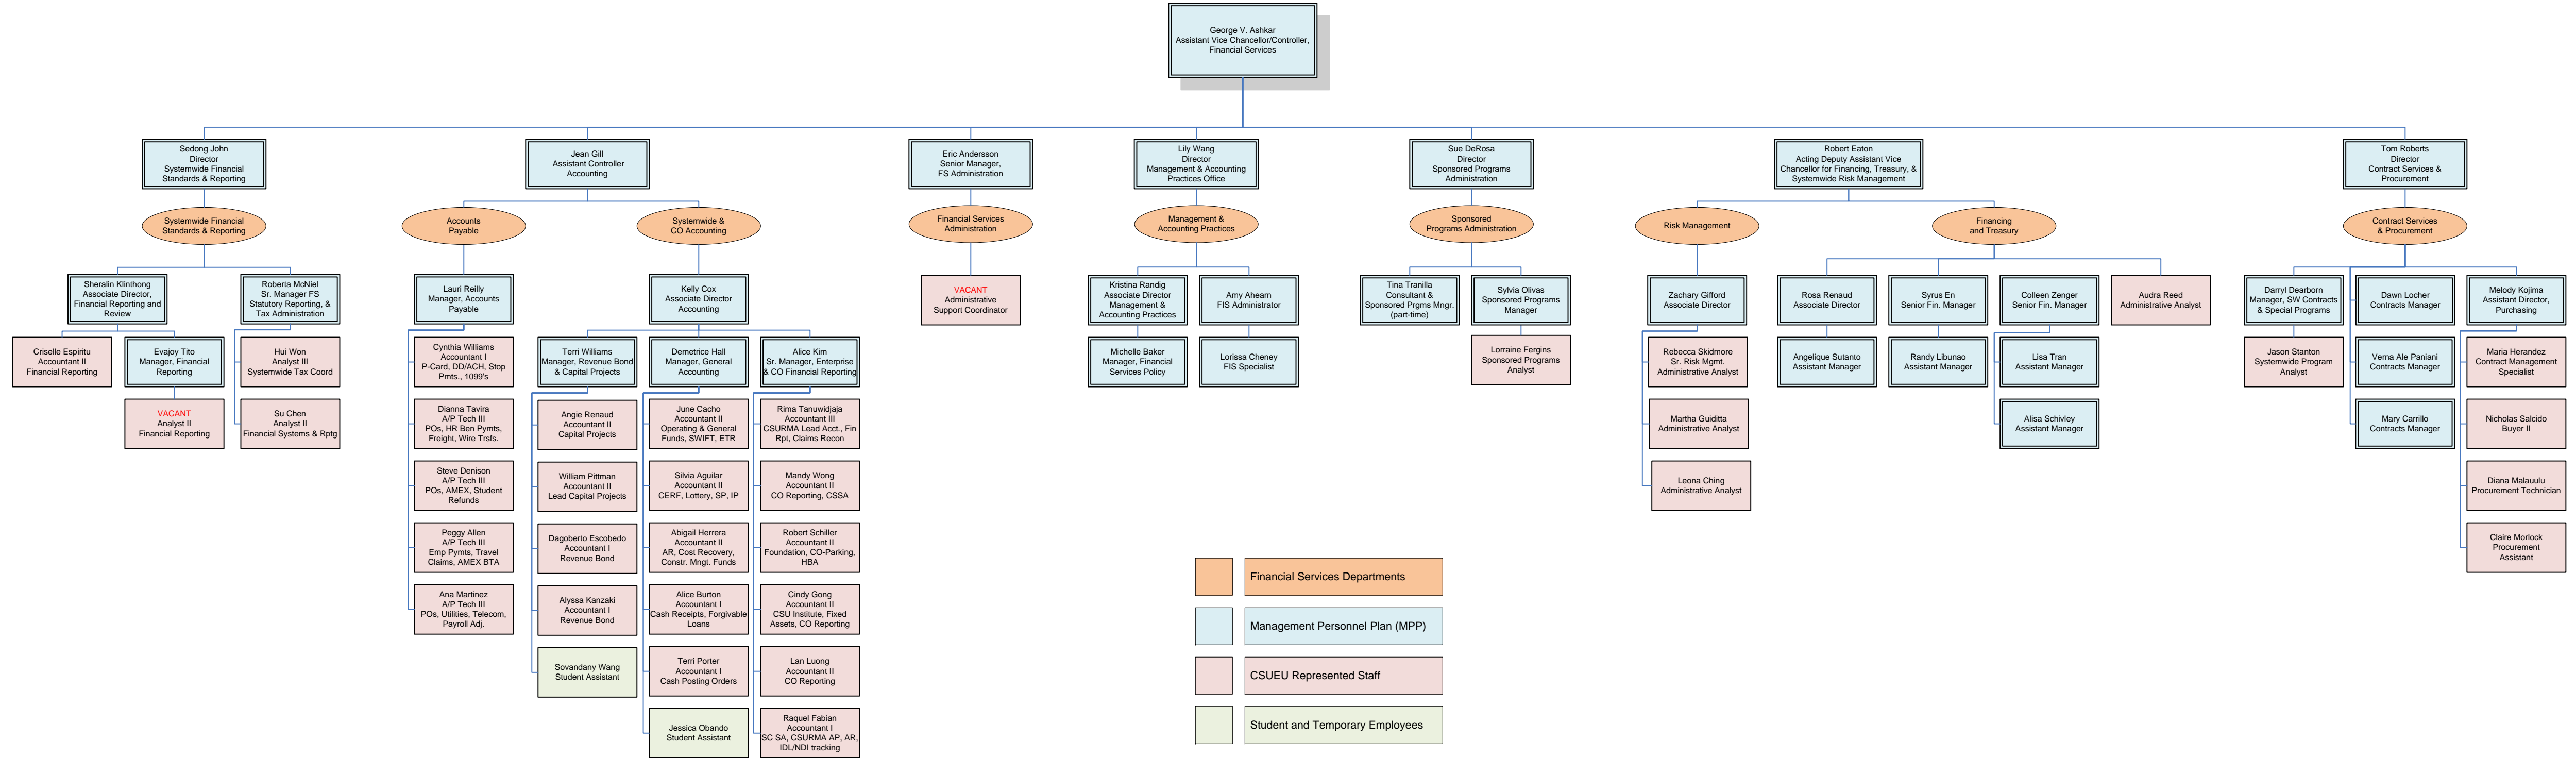 George V. Ashkar
Assistant Vice Chancellor/Controller,
Financial Services
Sedong John
Director
Systemwide Financial
Standards & Reporting
Jean Gill
Assistant Controller
Accounting
Eric Andersson
Senior Manager,
FS Administration
Lily Wang
Director
Management & Accounting
Practices Office
Sue DeRosa
Director
Sponsored Programs
Administration
Robert Eaton
Acting Deputy Assistant Vice
Chancellor for Financing, Treasury, &
Systemwide Risk Management
Tom Roberts
Director
Contract Services &
Procurement
Systemwide Financial
Standards & Reporting
Accounts
Payable
Systemwide &
CO Accounting
Financial Services
Administration
Management &
Accounting Practices
Sponsored
Programs Administration
Risk Management
Financing
and Treasury
Contract Services
& Procurement
Sheralin Klinthong
Associate Director,
Financial Reporting and
Review
Roberta McNiel
Sr. Manager FS
Statutory Reporting, &
Tax Administration
Lauri Reilly
Manager, Accounts
Payable
Kelly Cox
Associate Director
Accounting
VACANT
Administrative
Support Coordinator
Kristina Randig
Associate Director
Management &
Accounting Practices
Amy Ahearn
FIS Administrator
Tina Tranilla
Consultant &
Sponsored Prgms Mngr.
(part-time)
Sylvia Olivas
Sponsored Programs
Manager
Zachary Gifford
Associate Director
Rosa Renaud
Associate Director
Syrus En
Senior Fin. Manager
Colleen Zenger
Senior Fin. Manager
Audra Reed
Administrative Analyst
Darryl Dearborn
Manager, SW Contracts
& Special Programs
Dawn Locher
Contracts Manager
Melody Kojima
Assistant Director,
Purchasing
Criselle Espiritu
Accountant II
Financial Reporting
Evajoy Tito
Manager, Financial
Reporting
Hui Won
Analyst III
Systemwide Tax Coord
Cynthia Williams
Accountant I
P-Card, DD/ACH, Stop
Pmts., 1099's
Terri Williams
Manager, Revenue Bond
& Capital Projects
Demetrice Hall
Manager, General
Accounting
Alice Kim
Sr. Manager, Enterprise
& CO Financial Reporting
Michelle Baker
Manager, Financial
Services Policy
Lorissa Cheney
FIS Specialist
Lorraine Fergins
Sponsored Programs
Analyst
Rebecca Skidmore
Sr. Risk Mgmt.
Administrative Analyst
Angelique Sutanto
Assistant Manager
Randy Libunao
Assistant Manager
Lisa Tran
Assistant Manager
Jason Stanton
Systemwide Program
Analyst
Verna Ale Paniani
Contracts Manager
Maria Herandez
Contract Management
Specialist
VACANT
Analyst II
Financial Reporting
Su Chen
Analyst II
Financial Systems & Rptg
Dianna Tavira
A/P Tech III
POs, HR Ben Pymts,
Freight, Wire Trsfs.
Angie Renaud
Accountant II
Capital Projects
June Cacho
Accountant II
Operating & General
Funds, SWIFT, ETR
Rima Tanuwidjaja
Accountant III
CSURMA Lead Acct., Fin
Rpt, Claims Recon
Martha Guiditta
Administrative Analyst
Alisa Schivley
Assistant Manager
Mary Carrillo
Contracts Manager
Nicholas Salcido
Buyer II
Steve Denison
A/P Tech III
POs, AMEX, Student
Refunds
William Pittman
Accountant II
Lead Capital Projects
Silvia Aguilar
Accountant II
CERF, Lottery, SP, IP
Mandy Wong
Accountant II
CO Reporting, CSSA
Leona Ching
Administrative Analyst
Diana Malauulu
Procurement Technician
Peggy Allen
A/P Tech III
Emp Pymts, Travel
Claims, AMEX BTA
Dagoberto Escobedo
Accountant I
Revenue Bond
Abigail Herrera
Accountant II
AR, Cost Recovery,
Constr. Mngt. Funds
Robert Schiller
Accountant II
Foundation, CO-Parking,
HBA
Claire Morlock
Procurement
Assistant
Ana Martinez
A/P Tech III
POs, Utilities, Telecom,
Payroll Adj.
Alyssa Kanzaki
Accountant I
Revenue Bond
Alice Burton
Accountant I
Cash Receipts, Forgivable
Loans
Cindy Gong
Accountant II
CSU Institute, Fixed
Assets, CO Reporting
Sovandany Wang
Student Assistant
Terri Porter
Accountant I
Cash Posting Orders
Lan Luong
Accountant II
CO Reporting
Jessica Obando
Student Assistant
Raquel Fabian
Accountant I
SC SA, CSURMA AP, AR,
IDL/NDI tracking
Financial Services Departments
Management Personnel Plan (MPP)
CSUEU Represented Staff
Student and Temporary Employees